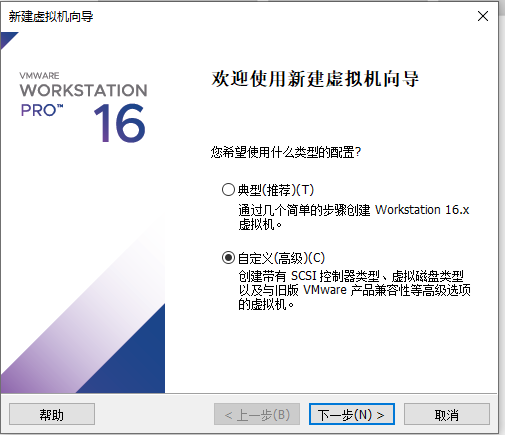 新建虚拟机向导
VMWARE
WORKSTATION
PRO™ 16
欢迎使用新建虚拟机向导
您希望使用什么类型的配置?
典型(推荐)(T)
通过几个简单的步骤创建 Workstation 16.x
虚拟机。
自定义(高级)(C)
创建带有 SCSI 控制器类型、虚拟磁盘类型
以及与旧版 VMware 产品兼容性等高级选项
的虚拟机。
帮助
< 上一步(B)
下一步(N) >
取消